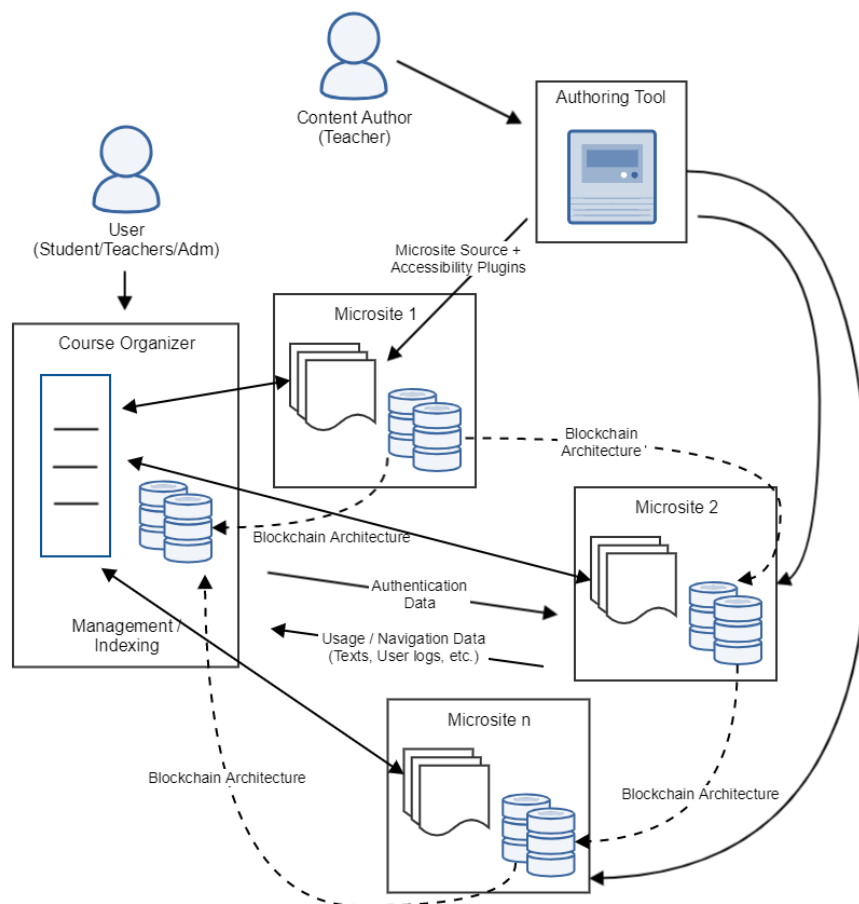 Content Author
(Teacher)
Authoring Tool
User
(Student/Teachers/Adm)
Microsite Source +
Accessibility Plugins
Microsite 1
Course Organizer
Blockchain
Architecture
Microsite 2
Blockchain Architecture
Authentication
Data
Management /
Indexing
Usage / Navigation Data
(Texts, User logs, etc.)
Microsite n
Blockchain Architecture
Blockchain Architecture